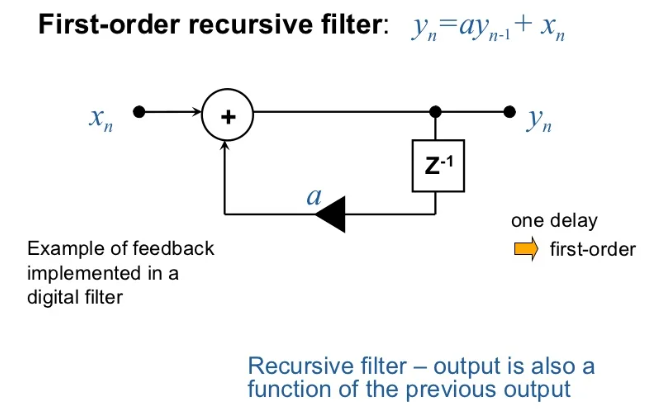 First-order recursive filter: yₙ=ayₙ₋₁+ xₙ
xₙ
+
yₙ
Z⁻¹
a
one delay
first-order
Example of feedback
implemented in a
digital filter
Recursive filter – output is also a
function of the previous output